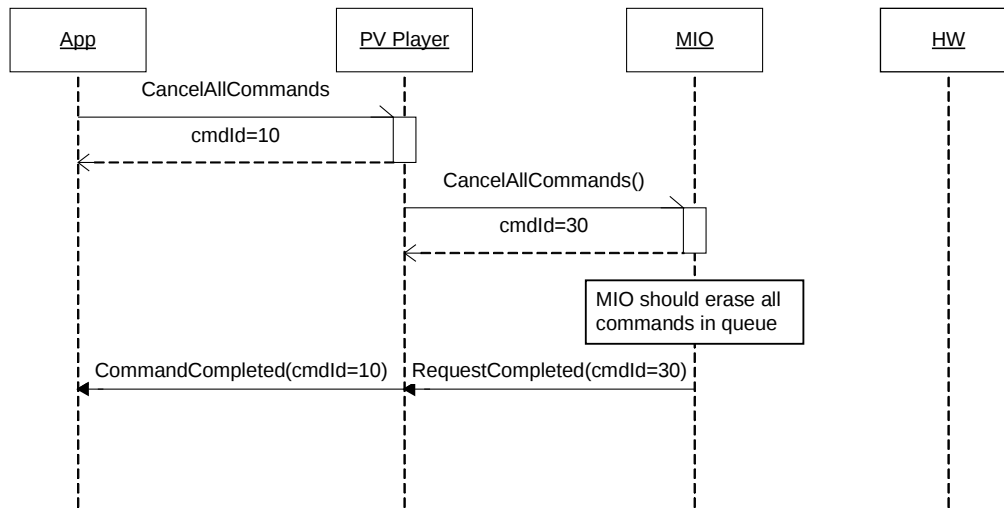 App
PV Player
MIO
HW
CancelAllCommands
cmdId=10
CancelAllCommands()
cmdId=30
MIO should erase all
commands in queue
CommandCompleted(cmdId=10)
RequestCompleted(cmdId=30)